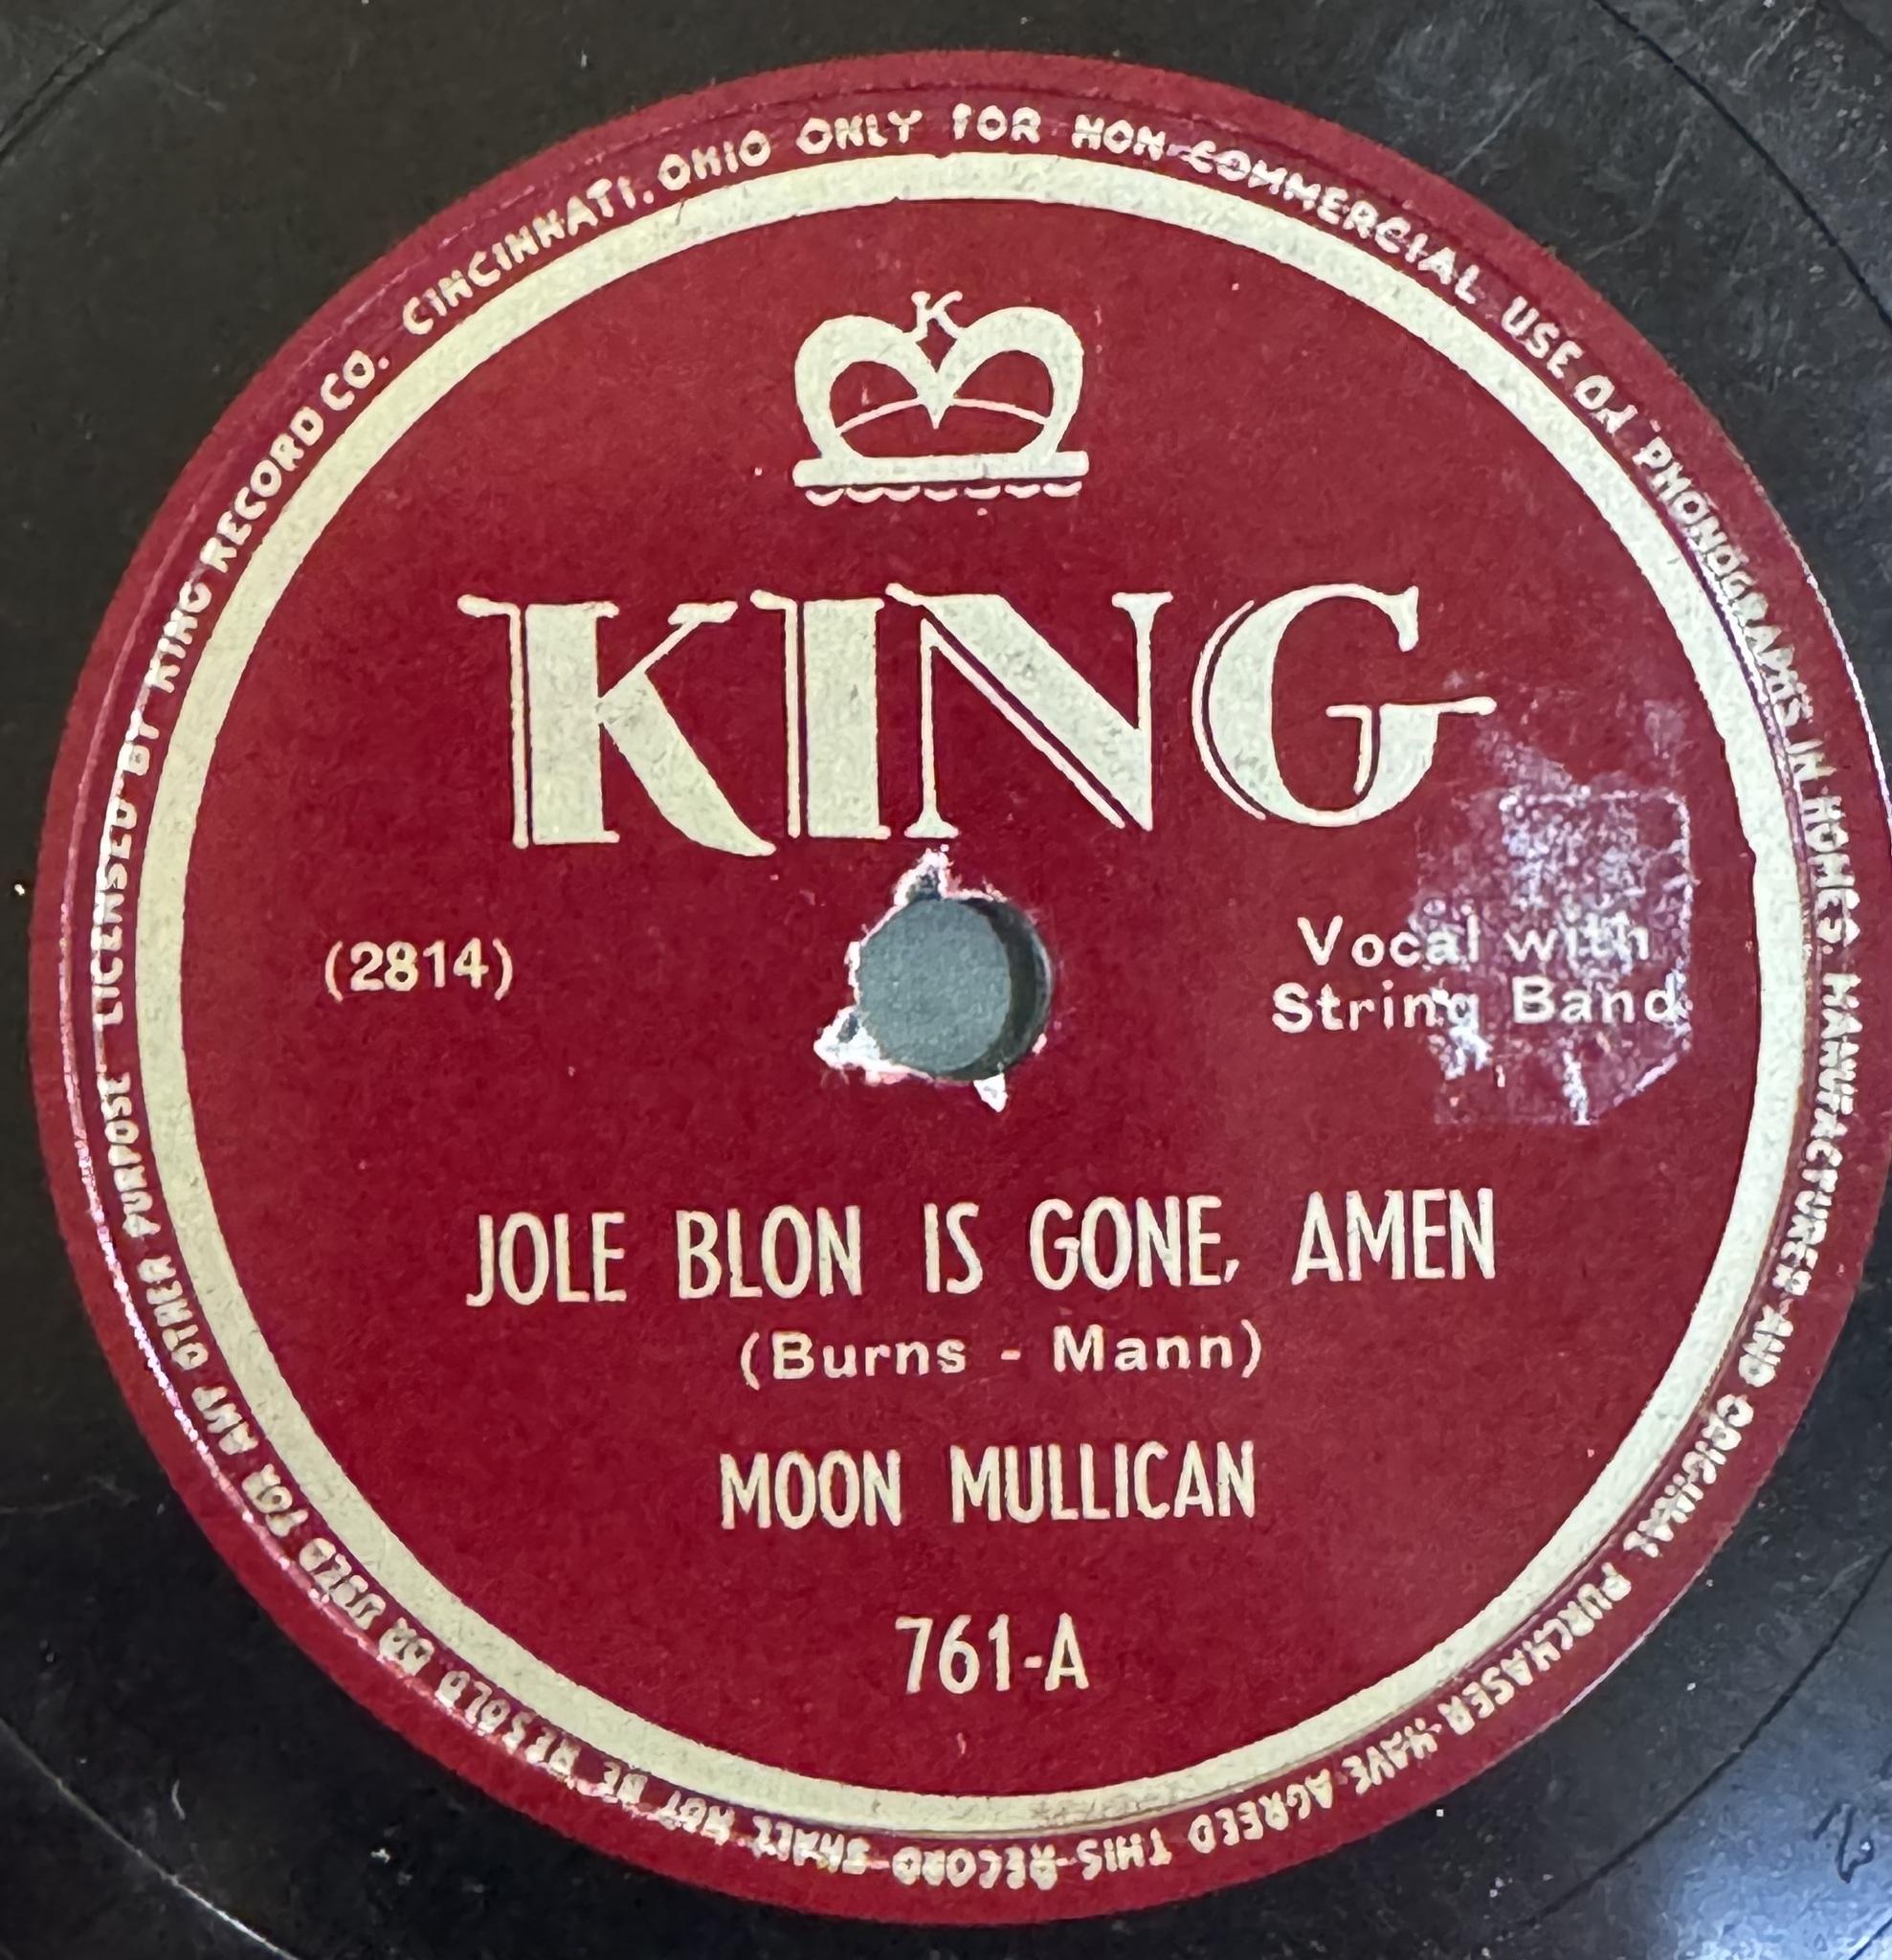 LICENSED BY KING RECORD CO. CINCINNATI, OHIO ONLY FOR NON-COMMERCIAL USE OF PHONOGRAPHS IN HOMES. MANUFACTURER AND ORIGINAL PURCHASER HAVE AGREED THIS RECORD SHALL NOT BE RESOLD OR USED FOR ANY OTHER PURPOSE
K
KING
(2814)
Vocal with
String Band
JOLE BLON IS GONE, AMEN
(Burns - Mann)
MOON MULLICAN
761-A